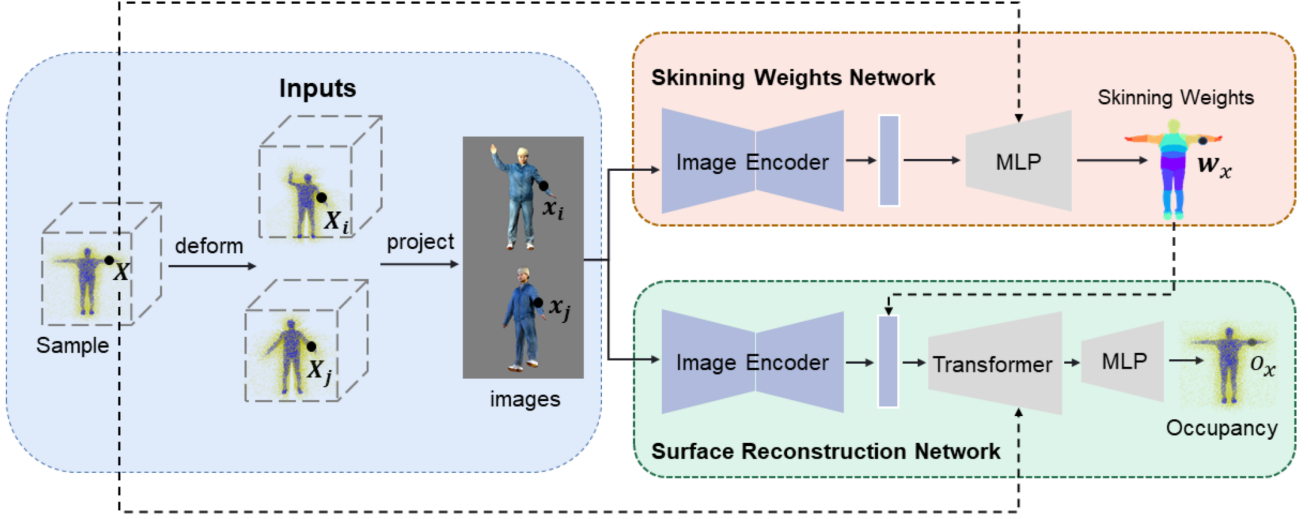 Inputs
Sample
X
deform
X_i
X_j
project
x_i
x_j
images
Skinning Weights Network
Image Encoder
MLP
Skinning Weights
w_x
Image Encoder
Transformer
MLP
o_x
Occupancy
Surface Reconstruction Network